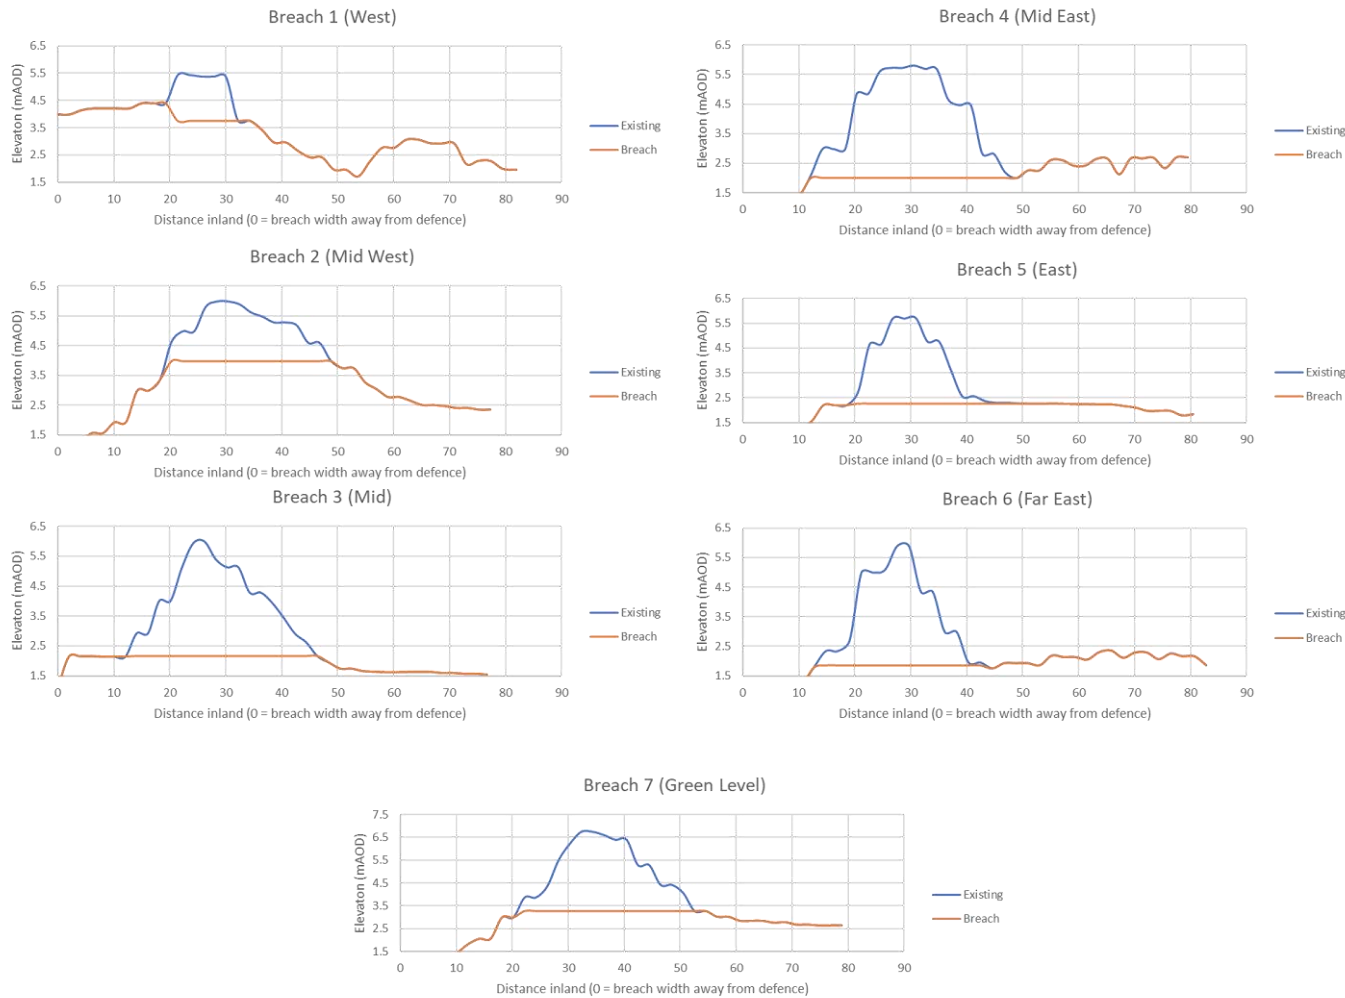 Breach 1 (West)
6.5
5.5
4.5
3.5
2.5
1.5
Elevaton (mAOD)
0 10 20 30 40 50 60 70 80 90
Distance inland (0 = breach width away from defence)
Existing
Breach
Breach 2 (Mid West)
6.5
5.5
4.5
3.5
2.5
1.5
Elevaton (mAOD)
0 10 20 30 40 50 60 70 80 90
Distance inland (0 = breach width away from defence)
Existing
Breach
Breach 3 (Mid)
6.5
5.5
4.5
3.5
2.5
1.5
Elevaton (mAOD)
0 10 20 30 40 50 60 70 80 90
Distance inland (0 = breach width away from defence)
Existing
Breach
Breach 4 (Mid East)
6.5
5.5
4.5
3.5
2.5
1.5
Elevaton (mAOD)
0 10 20 30 40 50 60 70 80 90
Distance inland (0 = breach width away from defence)
Existing
Breach
Breach 5 (East)
6.5
5.5
4.5
3.5
2.5
1.5
Elevaton (mAOD)
0 10 20 30 40 50 60 70 80 90
Distance inland (0 = breach width away from defence)
Existing
Breach
Breach 6 (Far East)
6.5
5.5
4.5
3.5
2.5
1.5
Elevaton (mAOD)
0 10 20 30 40 50 60 70 80 90
Distance inland (0 = breach width away from defence)
Existing
Breach
Breach 7 (Green Level)
7.5
6.5
5.5
4.5
3.5
2.5
1.5
Elevaton (mAOD)
0 10 20 30 40 50 60 70 80 90
Distance inland (0 = breach width away from defence)
Existing
Breach